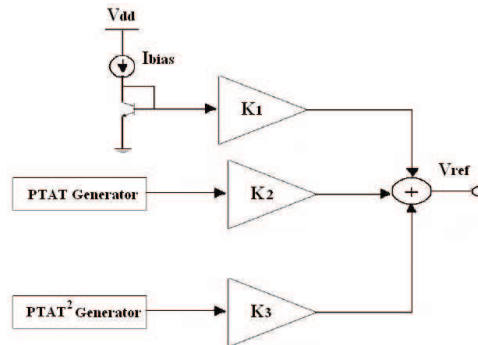 Vdd
Ibias
K1
PTAT Generator
K2
Vref
+
PTAT² Generator
K3